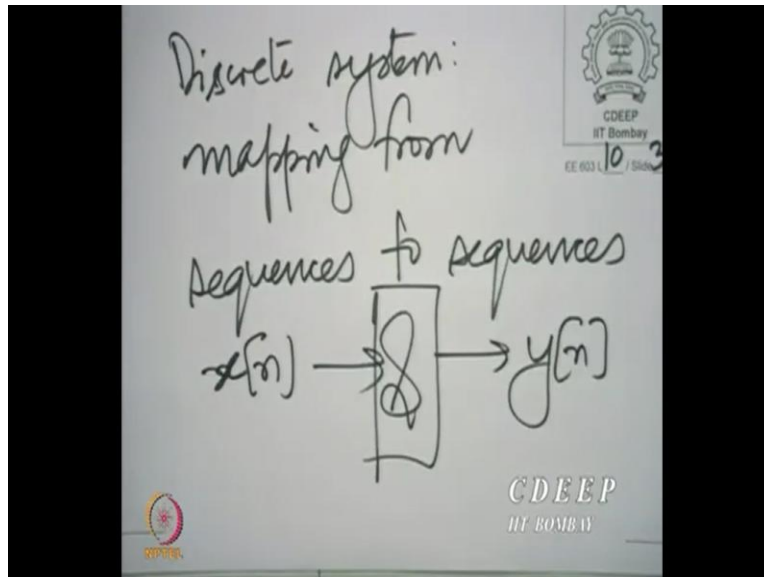 Discrete system:
mapping from
sequences to sequences
x[n] → S → y[n]
CDEEP
IIT Bombay
EE 603 L 10 / Slide 3
CDEEP
IIT BOMBAY
NPTEL